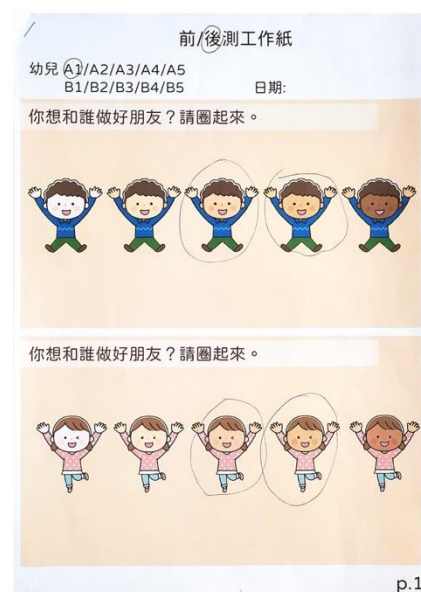 前/後測工作紙
幼兒 A1/A2/A3/A4/A5
B1/B2/B3/B4/B5 日期:
你想和誰做好朋友？請圈起來。
你想和誰做好朋友？請圈起來。
p.1